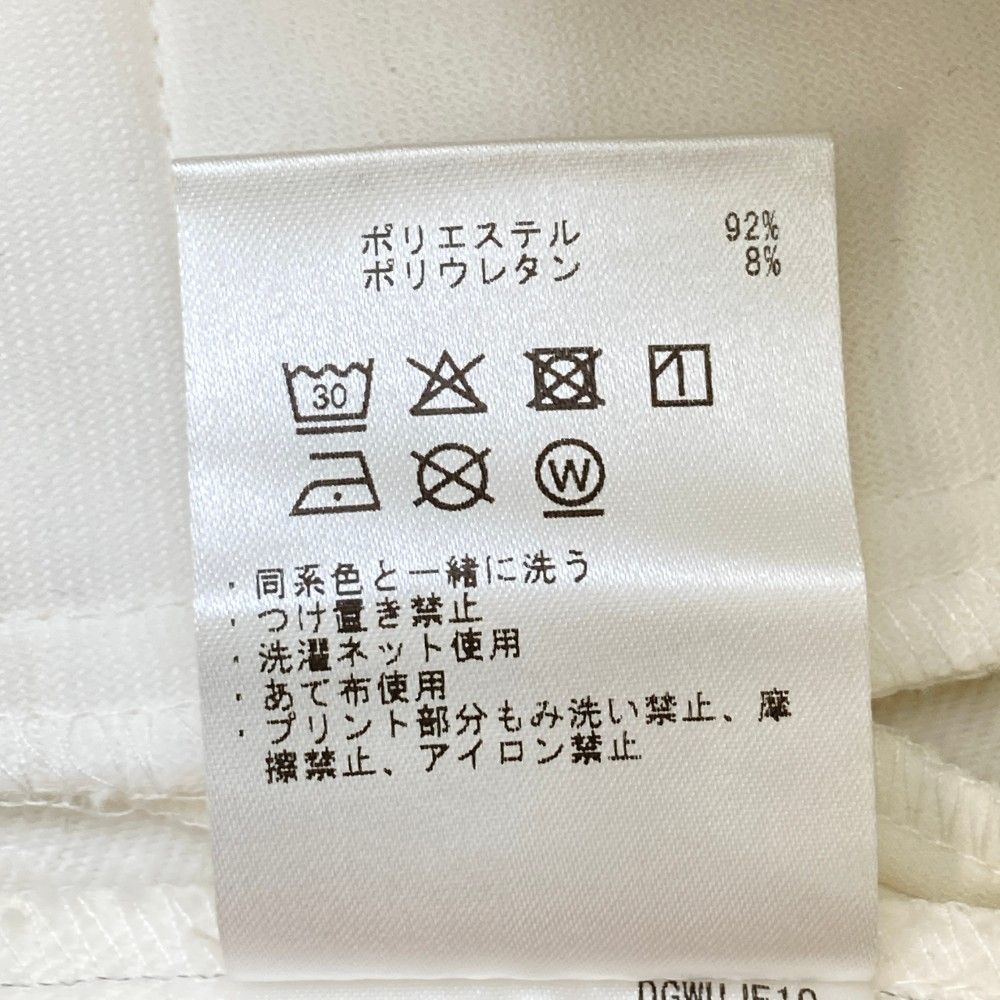 ポリエステル 92%
ポリウレタン 8%
30
W
・同系色と一緒に洗う
・つけ置き禁止
・洗濯ネット使用
・あて布使用
・プリント部分もみ洗い禁止、摩
擦禁止、アイロン禁止